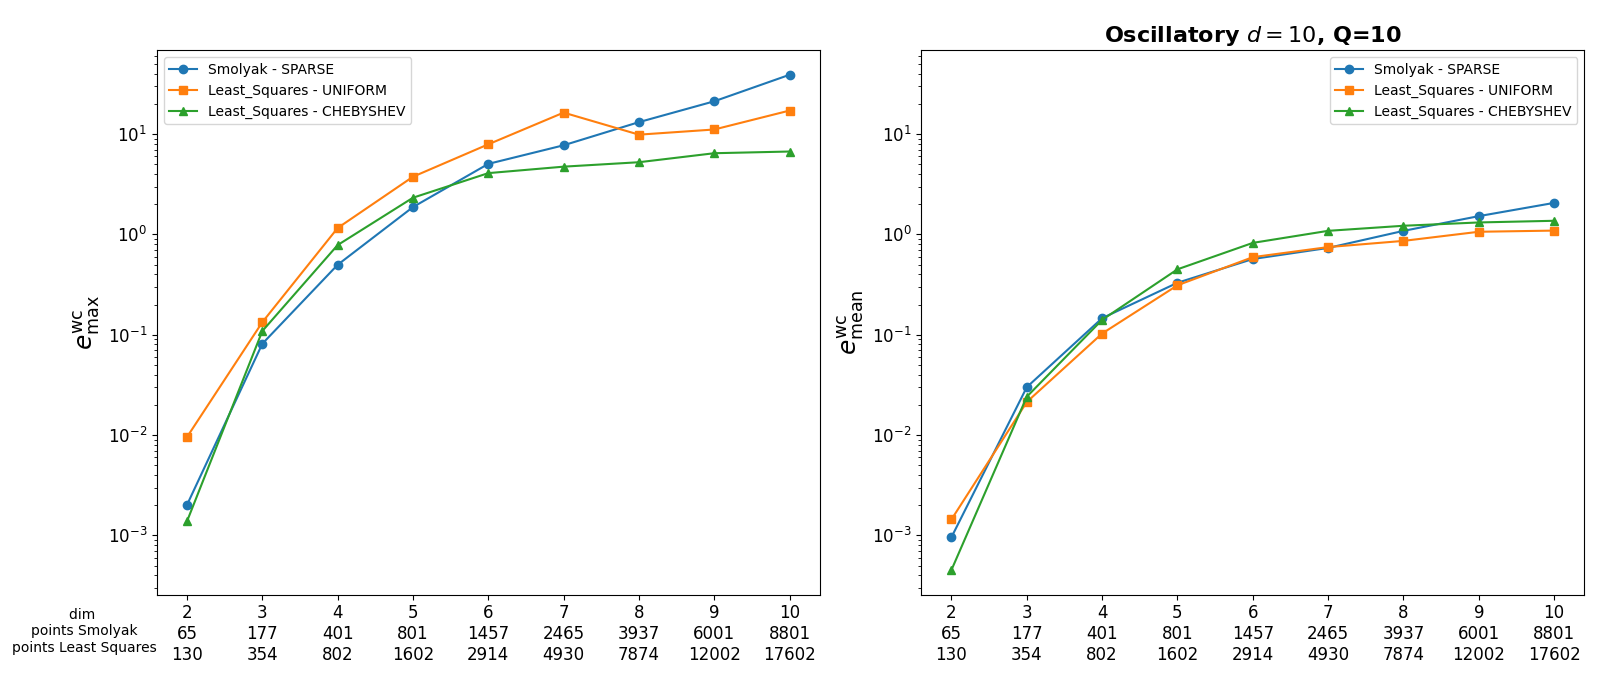 Oscillatory d = 10, Q=10
Smolyak - SPARSE
Least_Squares - UNIFORM
Least_Squares - CHEBYSHEV
10^1
10^0
10^-1
10^-2
10^-3
e^wc_max
dim 2 3 4 5 6 7 8 9 10
points Smolyak 65 177 401 801 1457 2465 3937 6001 8801
points Least Squares 130 354 802 1602 2914 4930 7874 12002 17602
Smolyak - SPARSE
Least_Squares - UNIFORM
Least_Squares - CHEBYSHEV
10^1
10^0
10^-1
10^-2
10^-3
e^wc_mean
2 3 4 5 6 7 8 9 10
65 177 401 801 1457 2465 3937 6001 8801
130 354 802 1602 2914 4930 7874 12002 17602